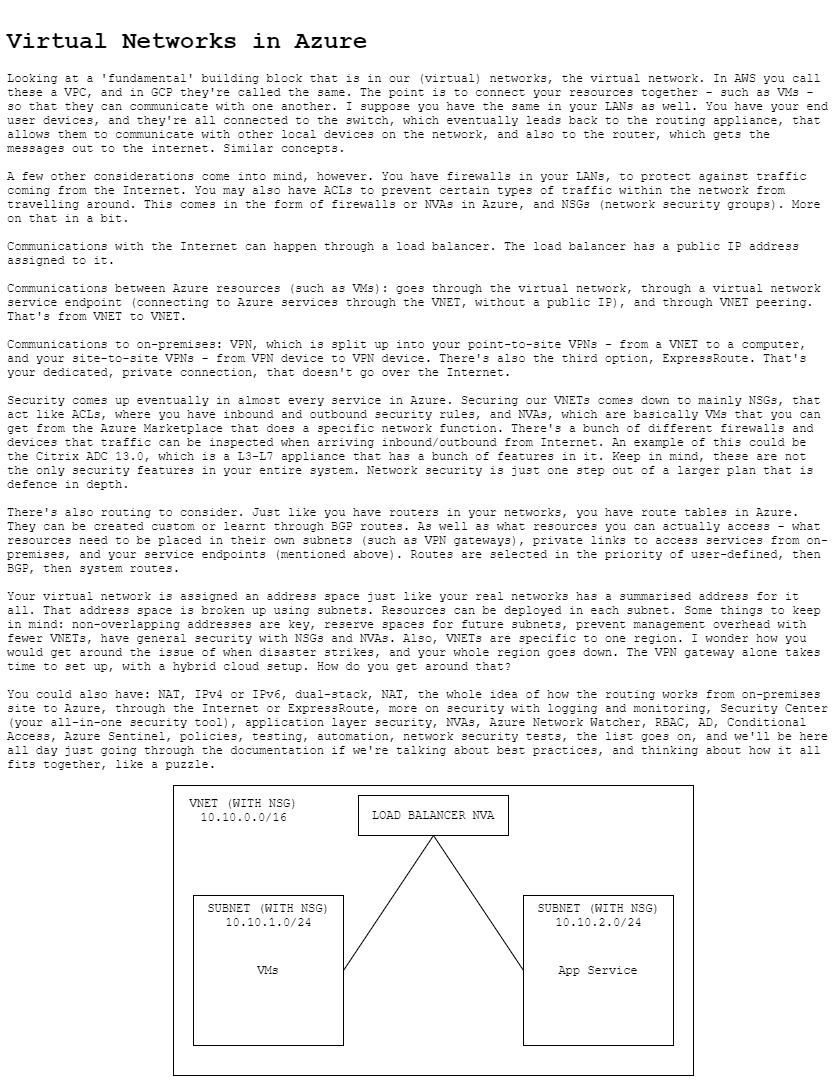 Virtual Networks in Azure
Looking at a 'fundamental' building block that is in our (virtual) networks, the virtual network. In AWS you call
these a VPC, and in GCP they're called the same. The point is to connect your resources together - such as VMs -
so that they can communicate with one another. I suppose you have the same in your LANs as well. You have your end
user devices, and they're all connected to the switch, which eventually leads back to the routing appliance, that
allows them to communicate with other local devices on the network, and also to the router, which gets the
messages out to the internet. Similar concepts.
A few other considerations come into mind, however. You have firewalls in your LANs, to protect against traffic
coming from the Internet. You may also have ACLs to prevent certain types of traffic within the network from
travelling around. This comes in the form of firewalls or NVAs in Azure, and NSGs (network security groups). More
on that in a bit.
Communications with the Internet can happen through a load balancer. The load balancer has a public IP address
assigned to it.
Communications between Azure resources (such as VMs): goes through the virtual network, through a virtual network
service endpoint (connecting to Azure services through the VNET, without a public IP), and through VNET peering.
That's from VNET to VNET.
Communications to on-premises: VPN, which is split up into your point-to-site VPNs - from a VNET to a computer,
and your site-to-site VPNs - from VPN device to VPN device. There's also the third option, ExpressRoute. That's
your dedicated, private connection, that doesn't go over the Internet.
Security comes up eventually in almost every service in Azure. Securing our VNETs comes down to mainly NSGs, that
act like ACLs, where you have inbound and outbound security rules, and NVAs, which are basically VMs that you can
get from the Azure Marketplace that does a specific network function. There's a bunch of different firewalls and
devices that traffic can be inspected when arriving inbound/outbound from Internet. An example of this could be
the Citrix ADC 13.0, which is a L3-L7 appliance that has a bunch of features in it. Keep in mind, these are not
the only security features in your entire system. Network security is just one step out of a larger plan that is
defence in depth.
There's also routing to consider. Just like you have routers in your networks, you have route tables in Azure.
They can be created custom or learnt through BGP routes. As well as what resources you can actually access - what
resources need to be placed in their own subnets (such as VPN gateways), private links to access services from on-
premises, and your service endpoints (mentioned above). Routes are selected in the priority of user-defined, then
BGP, then system routes.
Your virtual network is assigned an address space just like your real networks has a summarised address for it
all. That address space is broken up using subnets. Resources can be deployed in each subnet. Some things to keep
in mind: non-overlapping addresses are key, reserve spaces for future subnets, prevent management overhead with
fewer VNETs, have general security with NSGs and NVAs. Also, VNETs are specific to one region. I wonder how you
would get around the issue of when disaster strikes, and your whole region goes down. The VPN gateway alone takes
time to set up, with a hybrid cloud setup. How do you get around that?
You could also have: NAT, IPv4 or IPv6, dual-stack, NAT, the whole idea of how the routing works from on-premises
site to Azure, through the Internet or ExpressRoute, more on security with logging and monitoring, Security Center
(your all-in-one security tool), application layer security, NVAs, Azure Network Watcher, RBAC, AD, Conditional
Access, Azure Sentinel, policies, testing, automation, network security tests, the list goes on, and we'll be here
all day just going through the documentation if we're talking about best practices, and thinking about how it all
fits together, like a puzzle.
VNET (WITH NSG)
10.10.0.0/16
LOAD BALANCER NVA
SUBNET (WITH NSG)
10.10.1.0/24
VMs
SUBNET (WITH NSG)
10.10.2.0/24
App Service